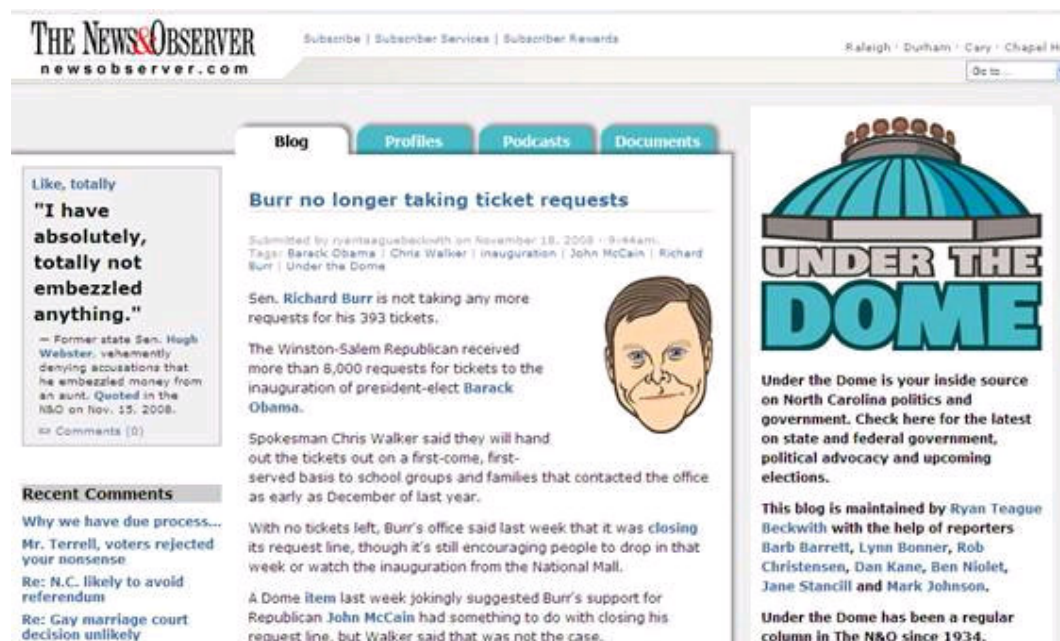 THE NEWS&OBSERVER
newsobserver.com
Subscribe | Subscriber Services | Subscriber Rewards
Raleigh · Durham · Cary · Chapel H
Go to ...
Blog
Profiles
Podcasts
Documents
Like, totally
"I have
absolutely,
totally not
embezzled
anything."
— Former state Sen. Hugh
Webster, vehemently
denying accusations that
he embezzled money from
an aunt. Quoted in the
N&O on Nov. 15, 2008.
Comments (0)
Recent Comments
Why we have due process...
Mr. Terrell, voters rejected
your nonsense
Re: N.C. likely to avoid
referendum
Re: Gay marriage court
decision unlikely
Burr no longer taking ticket requests
Submitted by ryanteaguebeckwith on November 18, 2008 - 9:44am.
Tags: Barack Obama | Chris Walker | inauguration | John McCain | Richard
Burr | Under the Dome
Sen. Richard Burr is not taking any more
requests for his 393 tickets.
The Winston-Salem Republican received
more than 8,000 requests for tickets to the
inauguration of president-elect Barack
Obama.
Spokesman Chris Walker said they will hand
out the tickets out on a first-come, first-
served basis to school groups and families that contacted the office
as early as December of last year.
With no tickets left, Burr's office said last week that it was closing
its request line, though it's still encouraging people to drop in that
week or watch the inauguration from the National Mall.
A Dome item last week jokingly suggested Burr's support for
Republican John McCain had something to do with closing his
request line, but Walker said that was not the case.
UNDER THE
DOME
Under the Dome is your inside source
on North Carolina politics and
government. Check here for the latest
on state and federal government,
political advocacy and upcoming
elections.
This blog is maintained by Ryan Teague
Beckwith with the help of reporters
Barb Barrett, Lynn Bonner, Rob
Christensen, Dan Kane, Ben Niolet,
Jane Stancill and Mark Johnson.
Under the Dome has been a regular
column in The N&O since 1934.